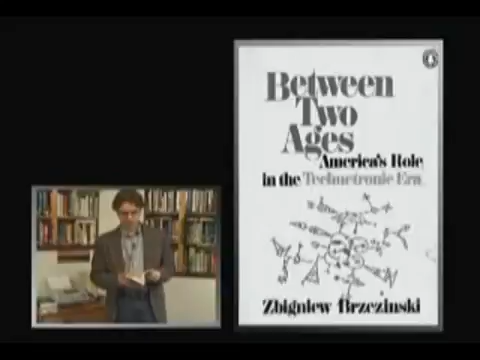 Between
Two
Ages
America's Role
in the Technetronic Era
Zbigniew Brzezinski